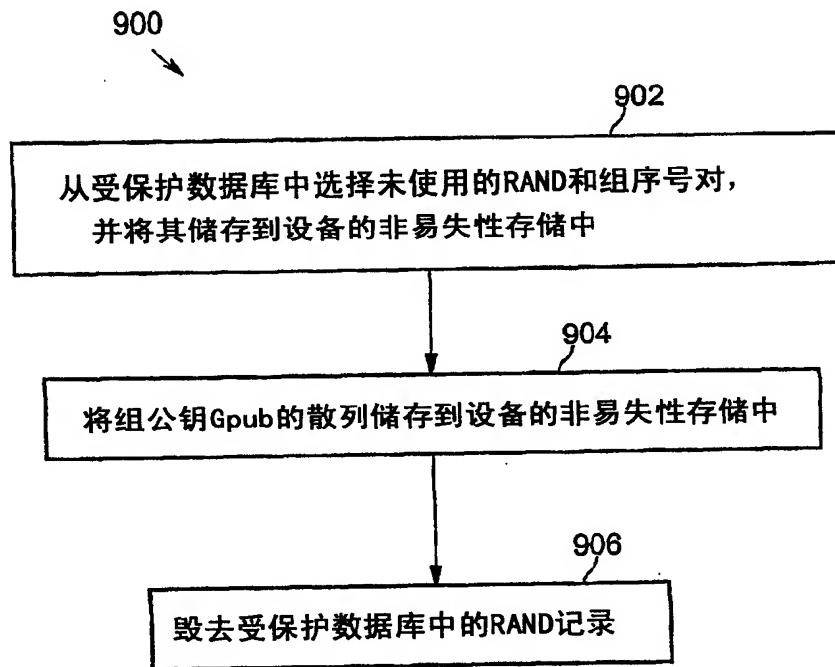 900
902
从受保护数据库中选择未使用的RAND和组序号对，
并将其储存到设备的非易失性存储中
904
将组公钥Gpub的散列储存到设备的非易失性存储中
906
毁去受保护数据库中的RAND记录